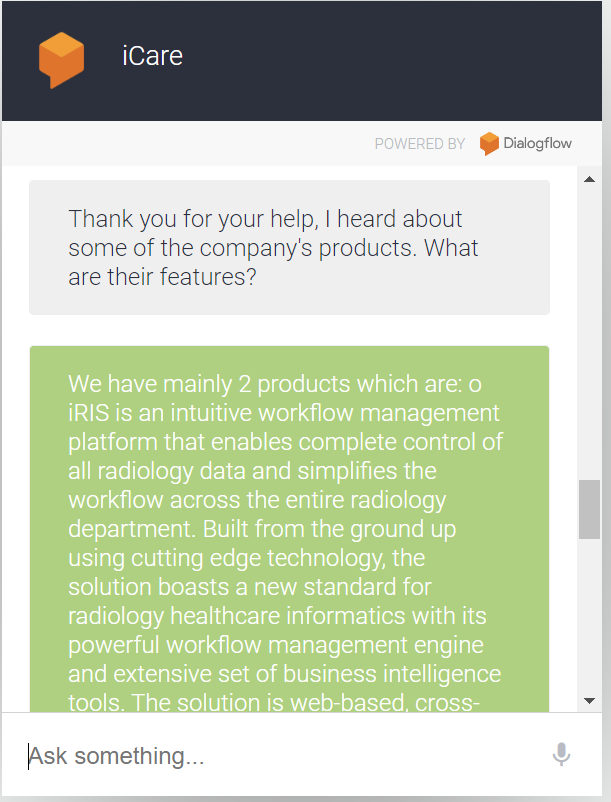 iCare
POWERED BY Dialogflow
Thank you for your help, I heard about
some of the company's products. What
are their features?
We have mainly 2 products which are: o
iRIS is an intuitive workflow management
platform that enables complete control of
all radiology data and simplifies the
workflow across the entire radiology
department. Built from the ground up
using cutting edge technology, the
solution boasts a new standard for
radiology healthcare informatics with its
powerful workflow management engine
and extensive set of business intelligence
tools. The solution is web-based, cross-
Ask something...